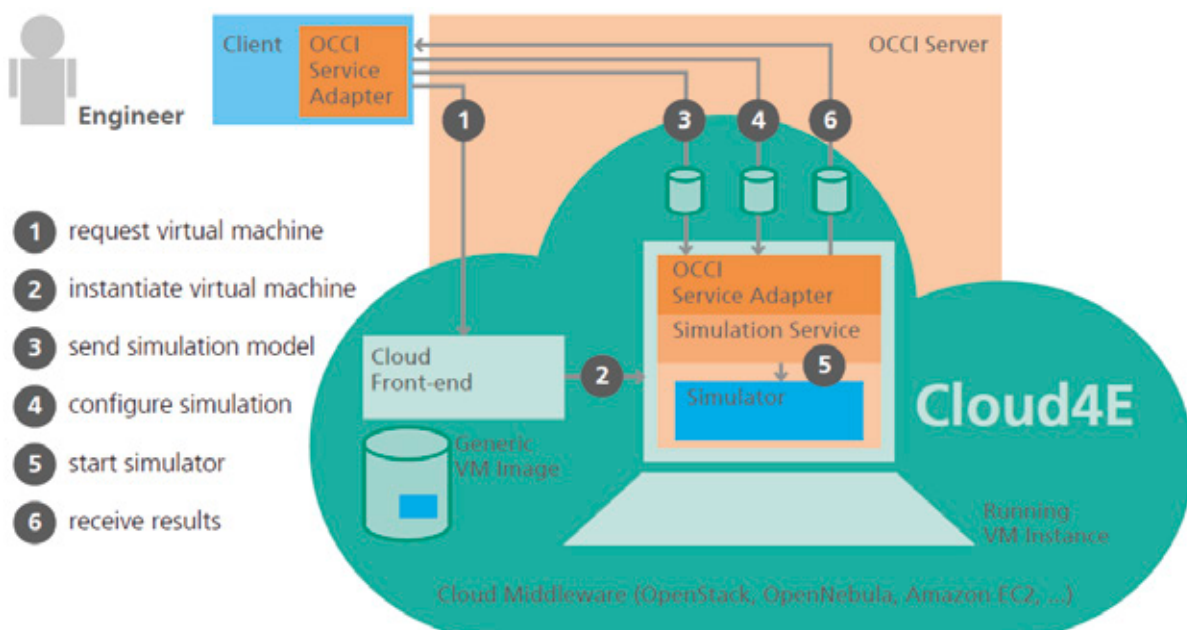 Client
OCCI
Service
Adapter
OCCI Server
Engineer
1
3
4
6
1 request virtual machine
2 instantiate virtual machine
3 send simulation model
4 configure simulation
5 start simulator
6 receive results
OCCI
Service Adapter
Simulation Service
5
Simulator
Cloud
Front-end
2
Generic
VM Image
Cloud4E
Running
VM Instance
Cloud Middleware (OpenStack, OpenNebula, Amazon EC2, ...)